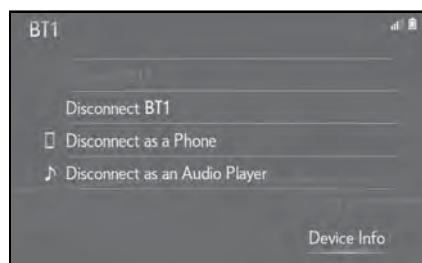 BT1
Disconnect BT1
Disconnect as a Phone
Disconnect as an Audio Player
Device Info